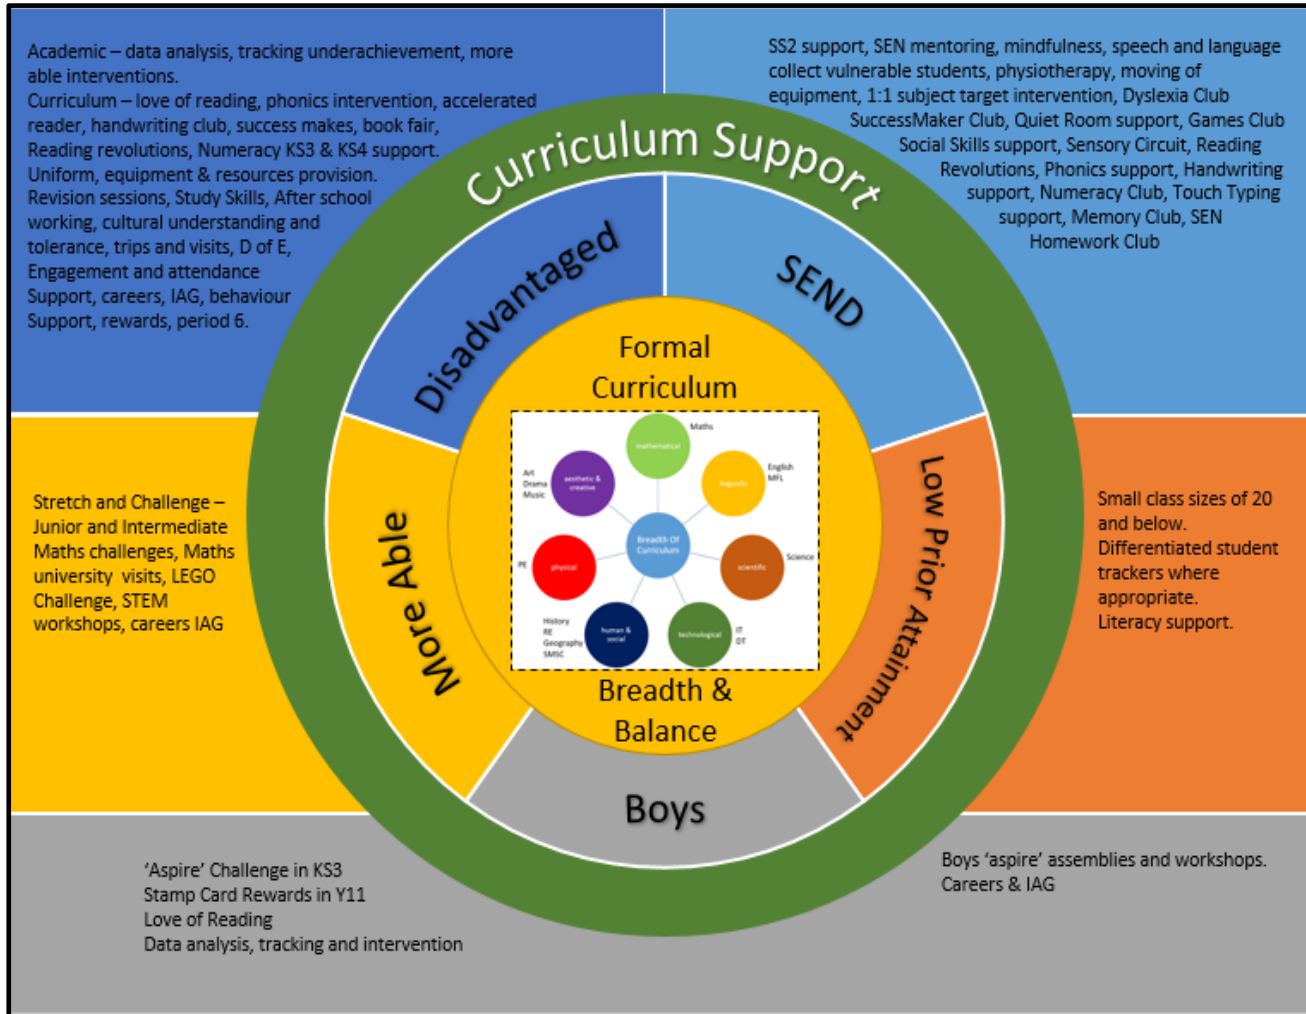 Academic – data analysis, tracking underachievement, more
able interventions.
Curriculum – love of reading, phonics intervention, accelerated
reader, handwriting club, success makes, book fair,
Reading revolutions, Numeracy KS3 & KS4 support.
Uniform, equipment & resources provision.
Revision sessions, Study Skills, After school
working, cultural understanding and
tolerance, trips and visits, D of E,
Engagement and attendance
Support, careers, IAG, behaviour
Support, rewards, period 6.
SS2 support, SEN mentoring, mindfulness, speech and language
collect vulnerable students, physiotherapy, moving of
equipment, 1:1 subject target intervention, Dyslexia Club
SuccessMaker Club, Quiet Room support, Games Club
Social Skills support, Sensory Circuit, Reading
Revolutions, Phonics support, Handwriting
support, Numeracy Club, Touch Typing
support, Memory Club, SEN
Homework Club
Curriculum Support
Disadvantaged
SEND
Formal
Curriculum
mathematical
Maths
aesthetic &
creative
Art
Drama
Music
linguistic
English
MFL
Breadth Of
Curriculum
physical
PE
scientific
Science
human &
social
History
RE
Geography
SMSC
technological
IT
DT
Breadth &
Balance
More Able
Low Prior Attainment
Stretch and Challenge –
Junior and Intermediate
Maths challenges, Maths
university visits, LEGO
Challenge, STEM
workshops, careers IAG
Small class sizes of 20
and below.
Differentiated student
trackers where
appropriate.
Literacy support.
Boys
‘Aspire’ Challenge in KS3
Stamp Card Rewards in Y11
Love of Reading
Data analysis, tracking and intervention
Boys ‘aspire’ assemblies and workshops.
Careers & IAG